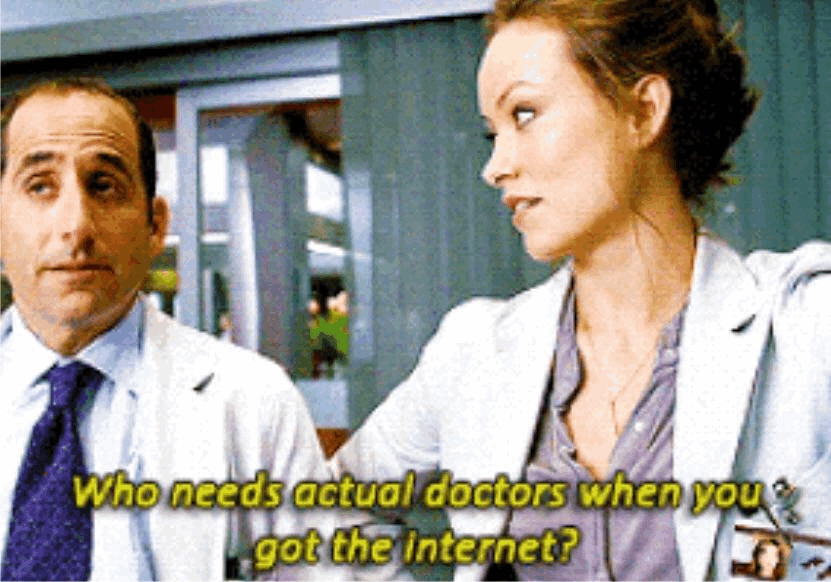 Who needs actual doctors when you
got the internet?